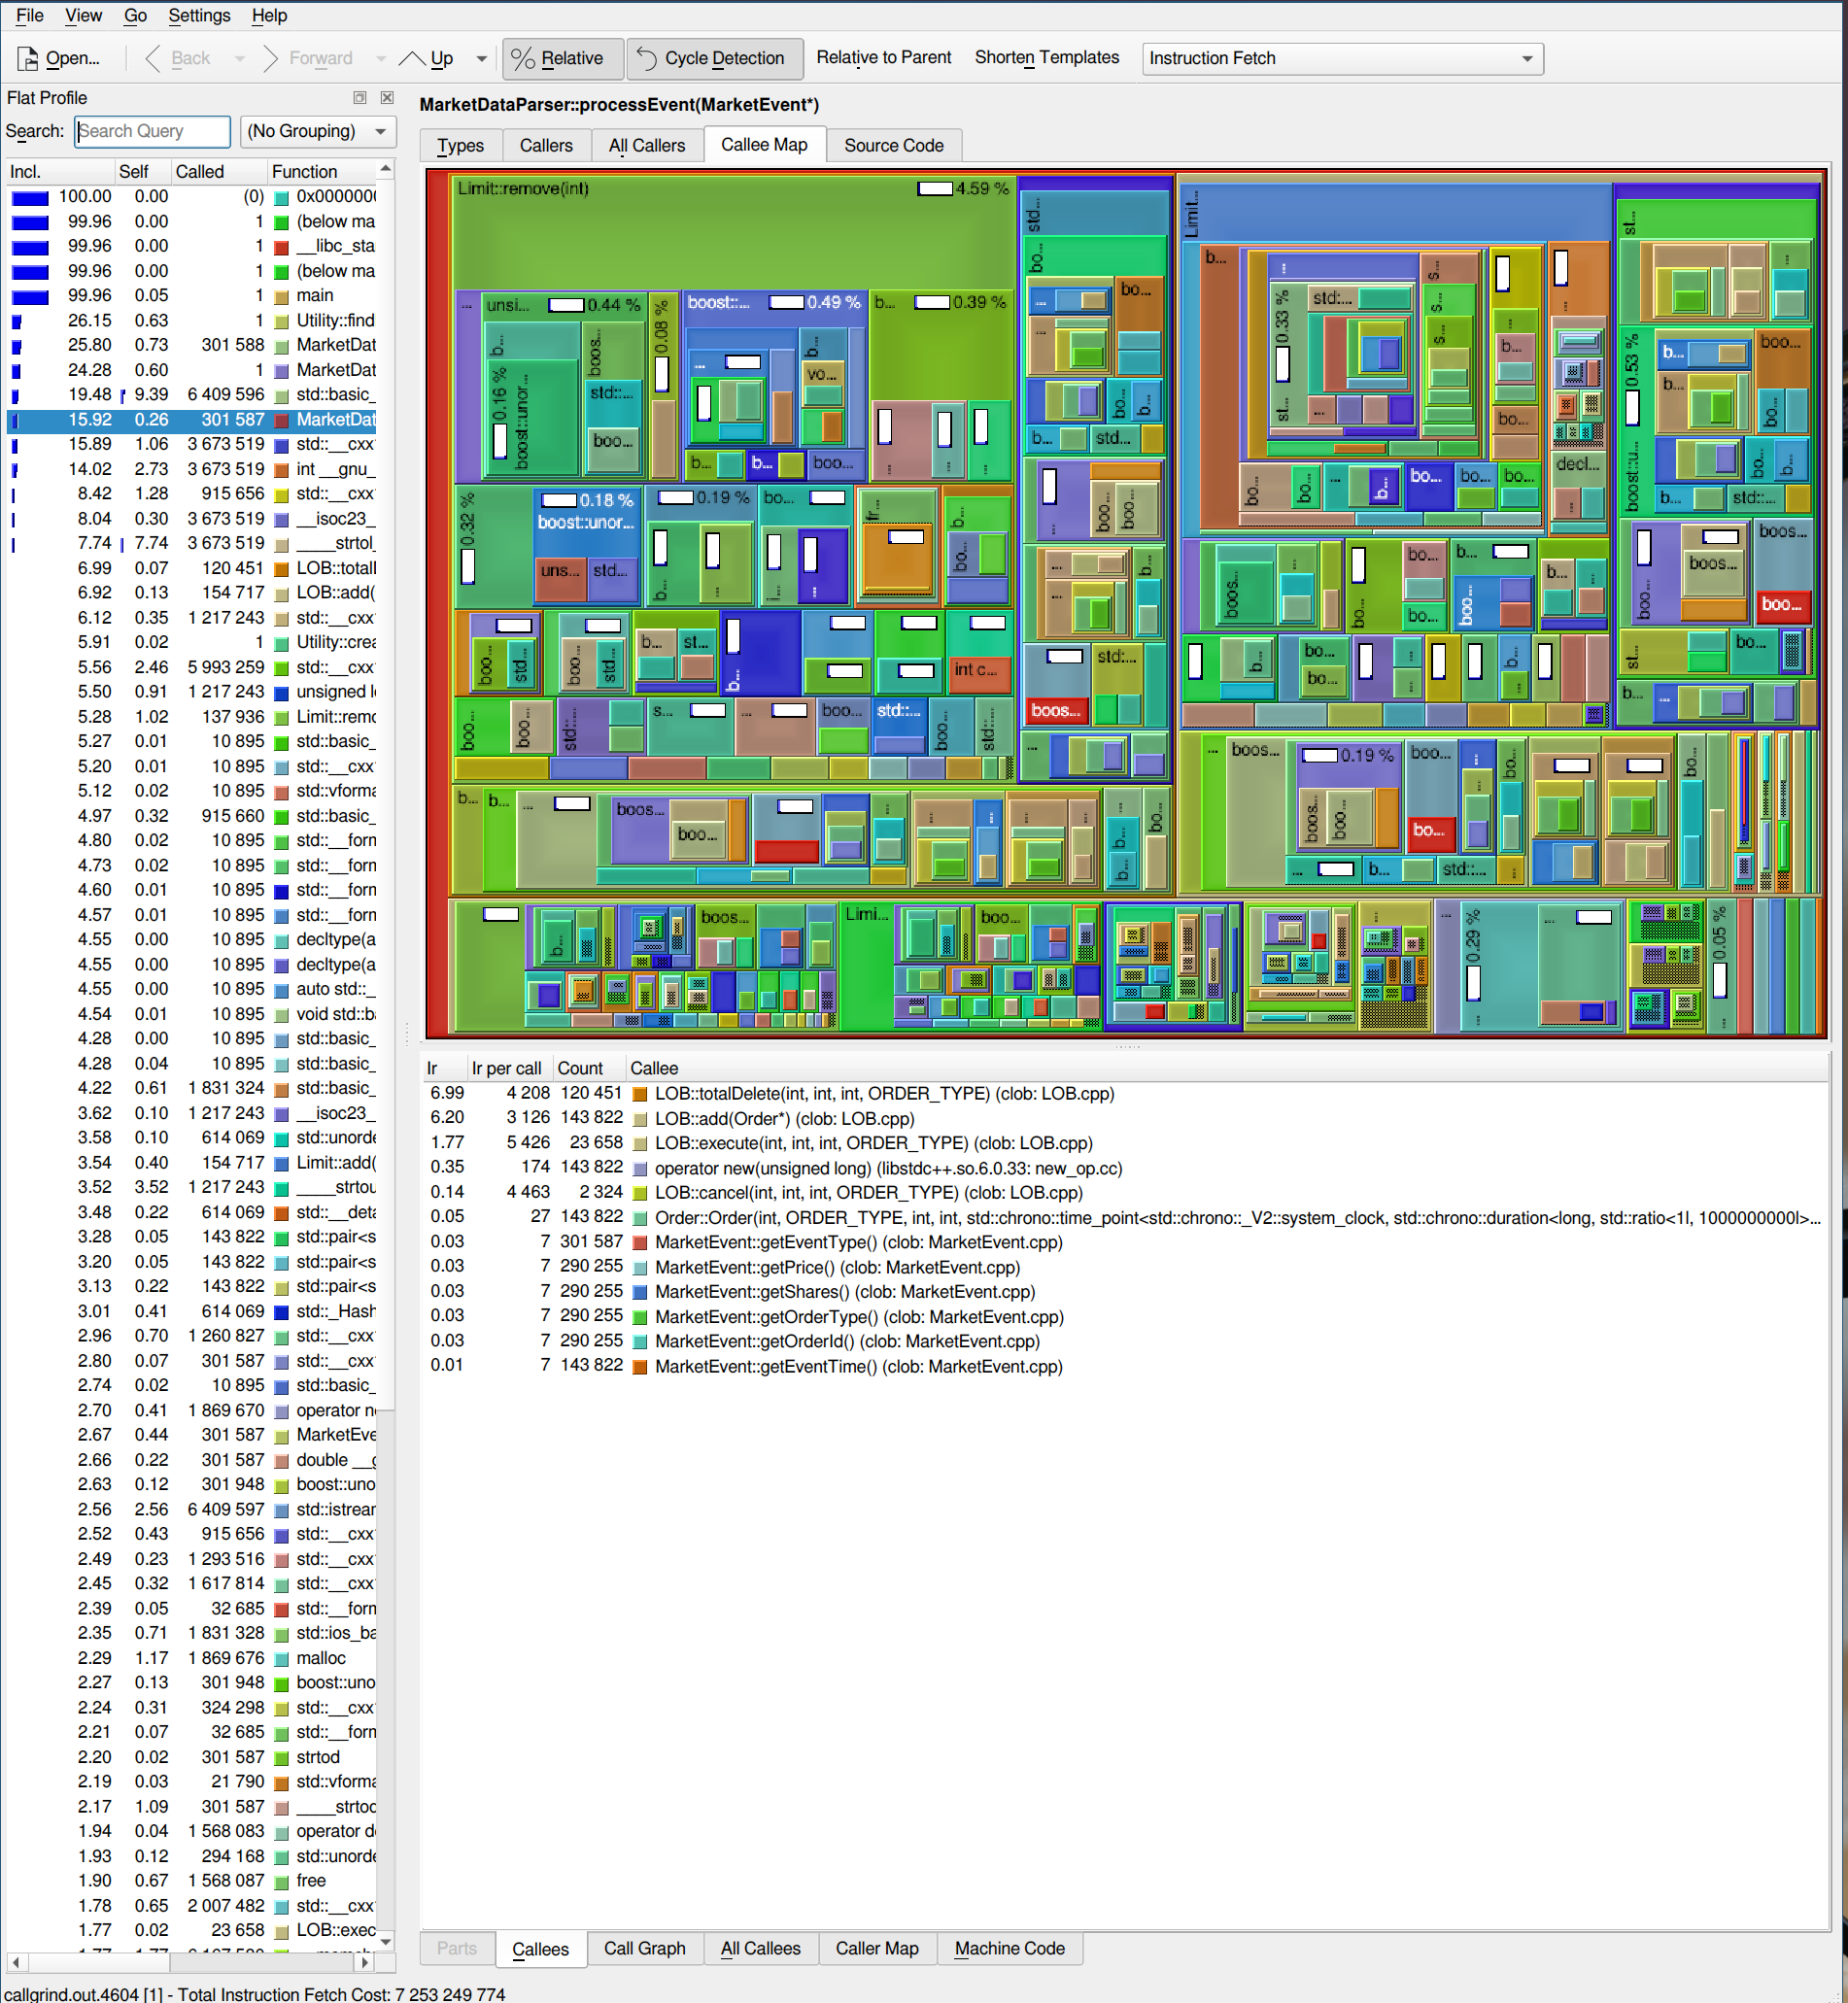 File View Go Settings Help
Open... Back Forward Up Relative Cycle Detection Relative to Parent Shorten Templates Instruction Fetch
Flat Profile
Search: Search Query (No Grouping)
Incl. Self Called Function
100.00 0.00 (0) 0x0000000
99.96 0.00 1 (below ma
99.96 0.00 1 __libc_sta
99.96 0.00 1 (below ma
99.96 0.05 1 main
26.15 0.63 1 Utility::find
25.80 0.73 301 588 MarketDat
24.28 0.60 1 MarketDat
19.48 9.39 6 409 596 std::basic_
15.92 0.26 301 587 MarketDat
15.89 1.06 3 673 519 std::__cxx
14.02 2.73 3 673 519 int __gnu_
8.42 1.28 915 656 std::__cxx
8.04 0.30 3 673 519 __isoc23_
7.74 7.74 3 673 519 ____strtol_
6.99 0.07 120 451 LOB::totall
6.92 0.13 154 717 LOB::add(
6.12 0.35 1 217 243 std::__cxx
5.91 0.02 1 Utility::crea
5.56 2.46 5 993 259 std::__cxx
5.50 0.91 1 217 243 unsigned l
5.28 1.02 137 936 Limit::remo
5.27 0.01 10 895 std::basic_
5.20 0.01 10 895 std::__cxx
5.12 0.02 10 895 std::vforma
4.97 0.32 915 660 std::basic_
4.80 0.02 10 895 std::__forn
4.73 0.02 10 895 std::__forn
4.60 0.01 10 895 std::__forn
4.57 0.01 10 895 std::__forn
4.55 0.00 10 895 decltype(a
4.55 0.00 10 895 decltype(a
4.55 0.00 10 895 auto std::_
4.54 0.01 10 895 void std::b
4.28 0.00 10 895 std::basic_
4.28 0.04 10 895 std::basic_
4.22 0.61 1 831 324 std::basic_
3.62 0.10 1 217 243 __isoc23_
3.58 0.10 614 069 std::unorde
3.54 0.40 154 717 Limit::add(
3.52 3.52 1 217 243 ____strtou
3.48 0.22 614 069 std::__deta
3.28 0.05 143 822 std::pair<s
3.20 0.05 143 822 std::pair<s
3.13 0.22 143 822 std::pair<s
3.01 0.41 614 069 std::_Hash
2.96 0.70 1 260 827 std::__cxx
2.80 0.07 301 587 std::__cxx
2.74 0.02 10 895 std::basic_
2.70 0.41 1 869 670 operator n
2.67 0.44 301 587 MarketEve
2.66 0.22 301 587 double __g
2.63 0.12 301 948 boost::uno
2.56 2.56 6 409 597 std::istrear
2.52 0.43 915 656 std::__cxx
2.49 0.23 1 293 516 std::__cxx
2.45 0.32 1 617 814 std::__cxx
2.39 0.05 32 685 std::__forn
2.35 0.71 1 831 328 std::ios_ba
2.29 1.17 1 869 676 malloc
2.27 0.13 301 948 boost::uno
2.24 0.31 324 298 std::__cxx
2.21 0.07 32 685 std::__forn
2.20 0.02 301 587 strtod
2.19 0.03 21 790 std::vforma
2.17 1.09 301 587 ____strtoc
1.94 0.04 1 568 083 operator d
1.93 0.12 294 168 std::unorde
1.90 0.67 1 568 087 free
1.78 0.65 2 007 482 std::__cxx
1.77 0.02 23 658 LOB::exec
MarketDataParser::processEvent(MarketEvent*)
Types Callers All Callers Callee Map Source Code
Limit::remove(int) 4.59 %
unsi... 0.44 %
0.08 %
boost::... 0.49 %
b... 0.39 %
0.16 %
boost::unor...
0.32 %
0.18 %
boost::unor...
0.19 %
uns... std...
int c...
Limit...
0.33 %
0.53 %
boost::u...
decl...
0.19 %
Limi...
0.29 %
0.05 %
Ir Ir per call Count Callee
6.99 4 208 120 451 LOB::totalDelete(int, int, int, ORDER_TYPE) (clob: LOB.cpp)
6.20 3 126 143 822 LOB::add(Order*) (clob: LOB.cpp)
1.77 5 426 23 658 LOB::execute(int, int, int, ORDER_TYPE) (clob: LOB.cpp)
0.35 174 143 822 operator new(unsigned long) (libstdc++.so.6.0.33: new_op.cc)
0.14 4 463 2 324 LOB::cancel(int, int, int, ORDER_TYPE) (clob: LOB.cpp)
0.05 27 143 822 Order::Order(int, ORDER_TYPE, int, int, std::chrono::time_point<std::chrono::_V2::system_clock, std::chrono::duration<long, std::ratio<1l, 1000000000l>...
0.03 7 301 587 MarketEvent::getEventType() (clob: MarketEvent.cpp)
0.03 7 290 255 MarketEvent::getPrice() (clob: MarketEvent.cpp)
0.03 7 290 255 MarketEvent::getShares() (clob: MarketEvent.cpp)
0.03 7 290 255 MarketEvent::getOrderType() (clob: MarketEvent.cpp)
0.03 7 290 255 MarketEvent::getOrderId() (clob: MarketEvent.cpp)
0.01 7 143 822 MarketEvent::getEventTime() (clob: MarketEvent.cpp)
Parts Callees Call Graph All Callees Caller Map Machine Code
callgrind.out.4604 [1] - Total Instruction Fetch Cost: 7 253 249 774